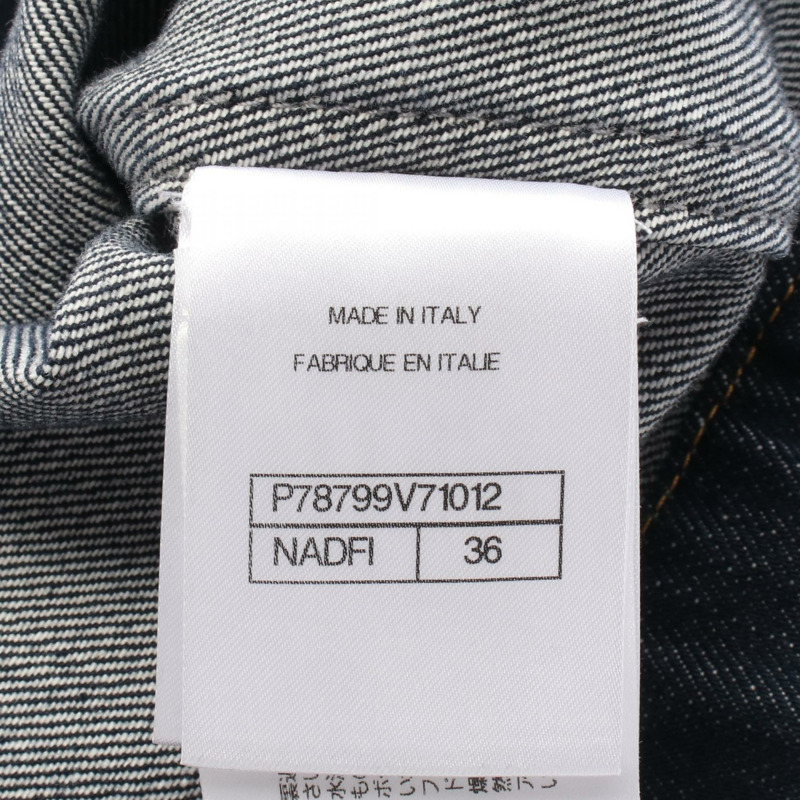 MADE IN ITALY
FABRIQUE EN ITALIE
P78799V71012
NADFI 36